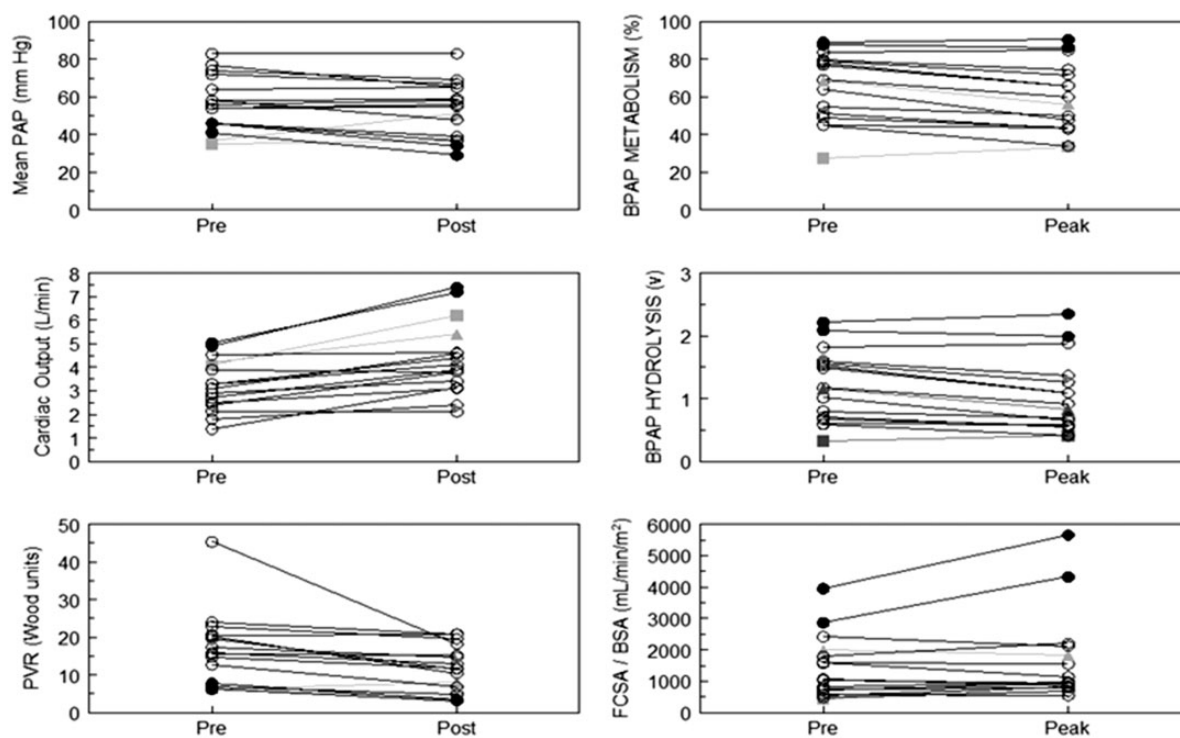 Mean PAP (mm Hg)
100
80
60
40
20
0
Pre
Post
BPAP METABOLISM (%)
100
80
60
40
20
0
Pre
Peak
Cardiac Output (L/min)
8
7
6
5
4
3
2
1
0
Pre
Post
BPAP HYDROLYSIS (v)
3
2
1
0
Pre
Peak
PVR (Wood units)
50
40
30
20
10
0
Pre
Post
FCSA / BSA (mL/min/m²)
6000
5000
4000
3000
2000
1000
0
Pre
Peak